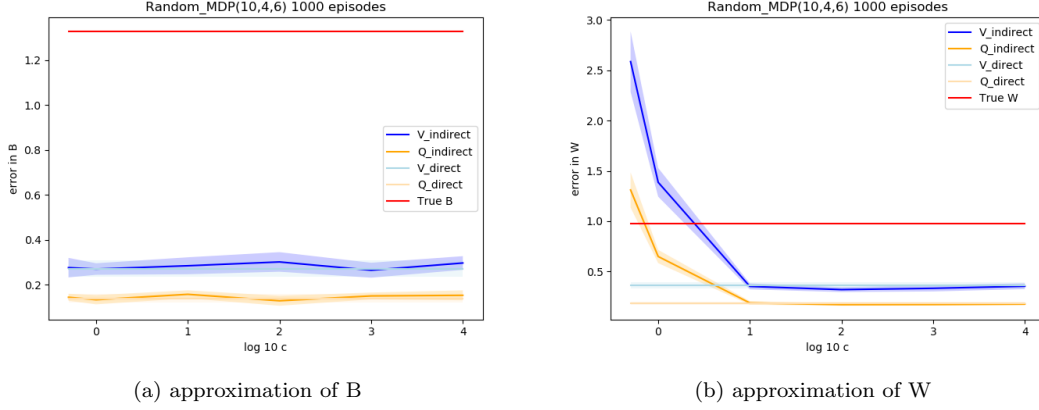 Random_MDP(10,4,6) 1000 episodes
1.2
1.0
0.8
0.6
0.4
0.2
error in B
V_indirect
Q_indirect
V_direct
Q_direct
True B
0 1 2 3 4
log 10 c
(a) approximation of B
Random_MDP(10,4,6) 1000 episodes
3.0
2.5
2.0
1.5
1.0
0.5
error in W
V_indirect
Q_indirect
V_direct
Q_direct
True W
0 1 2 3 4
log 10 c
(b) approximation of W